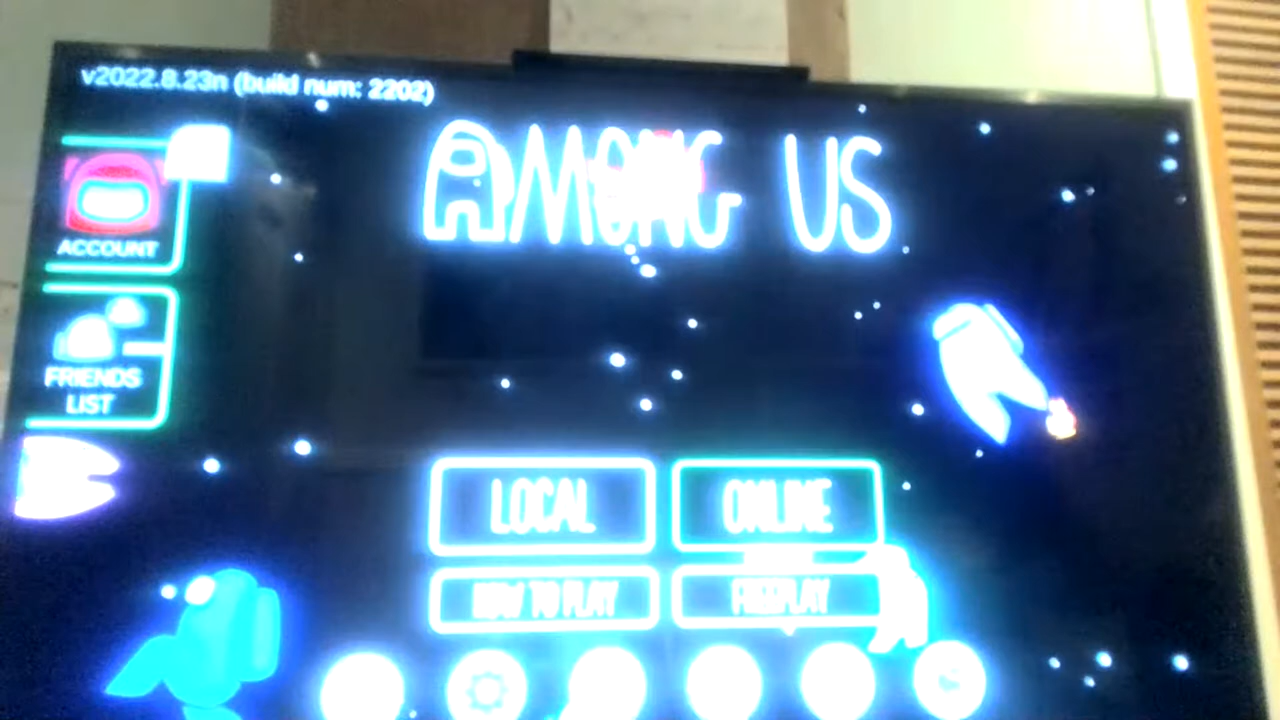 v2022.8.23n (build num: 2202)
AMONG US
ACCOUNT
FRIENDS
LIST
LOCAL
ONLINE
HOW TO PLAY
FREEPLAY